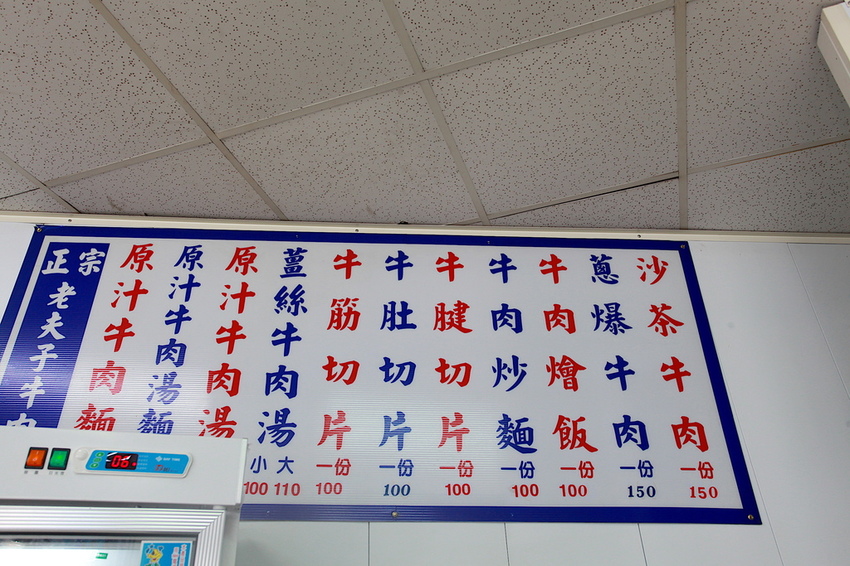 正宗
老夫子牛肉
原汁牛肉麵
原汁牛肉湯麵
原汁牛肉湯
薑絲牛肉湯
小 大
100 110
牛筋切片
一份
100
牛肚切片
一份
100
牛腱切片
一份
100
牛肉炒麵
一份
100
牛肉燴飯
一份
100
蔥爆牛肉
一份
150
沙茶牛肉
一份
150